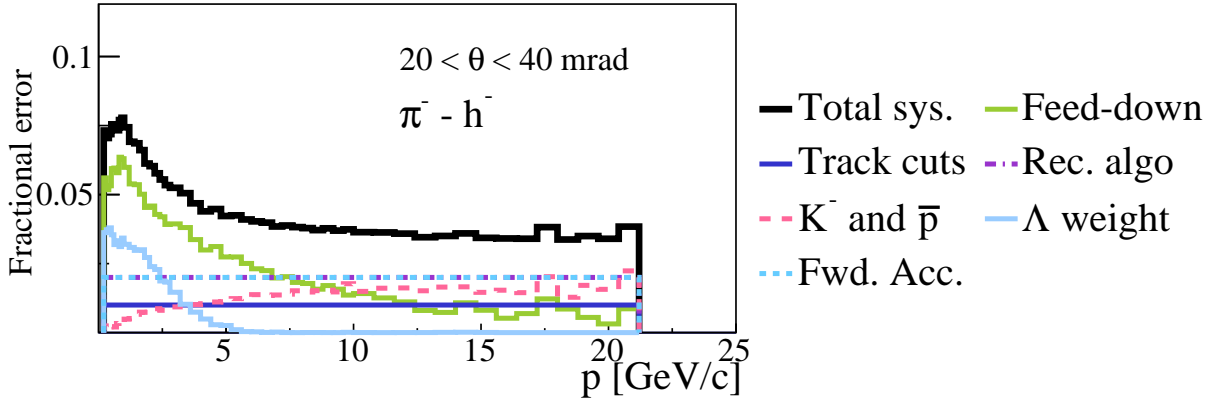 Fractional error
0.1
0.05
20 < θ < 40 mrad
π⁻ - h⁻
5
10
15
20
25
p [GeV/c]
Total sys.
Feed-down
Track cuts
Rec. algo
K⁻ and p̅
Λ weight
Fwd. Acc.